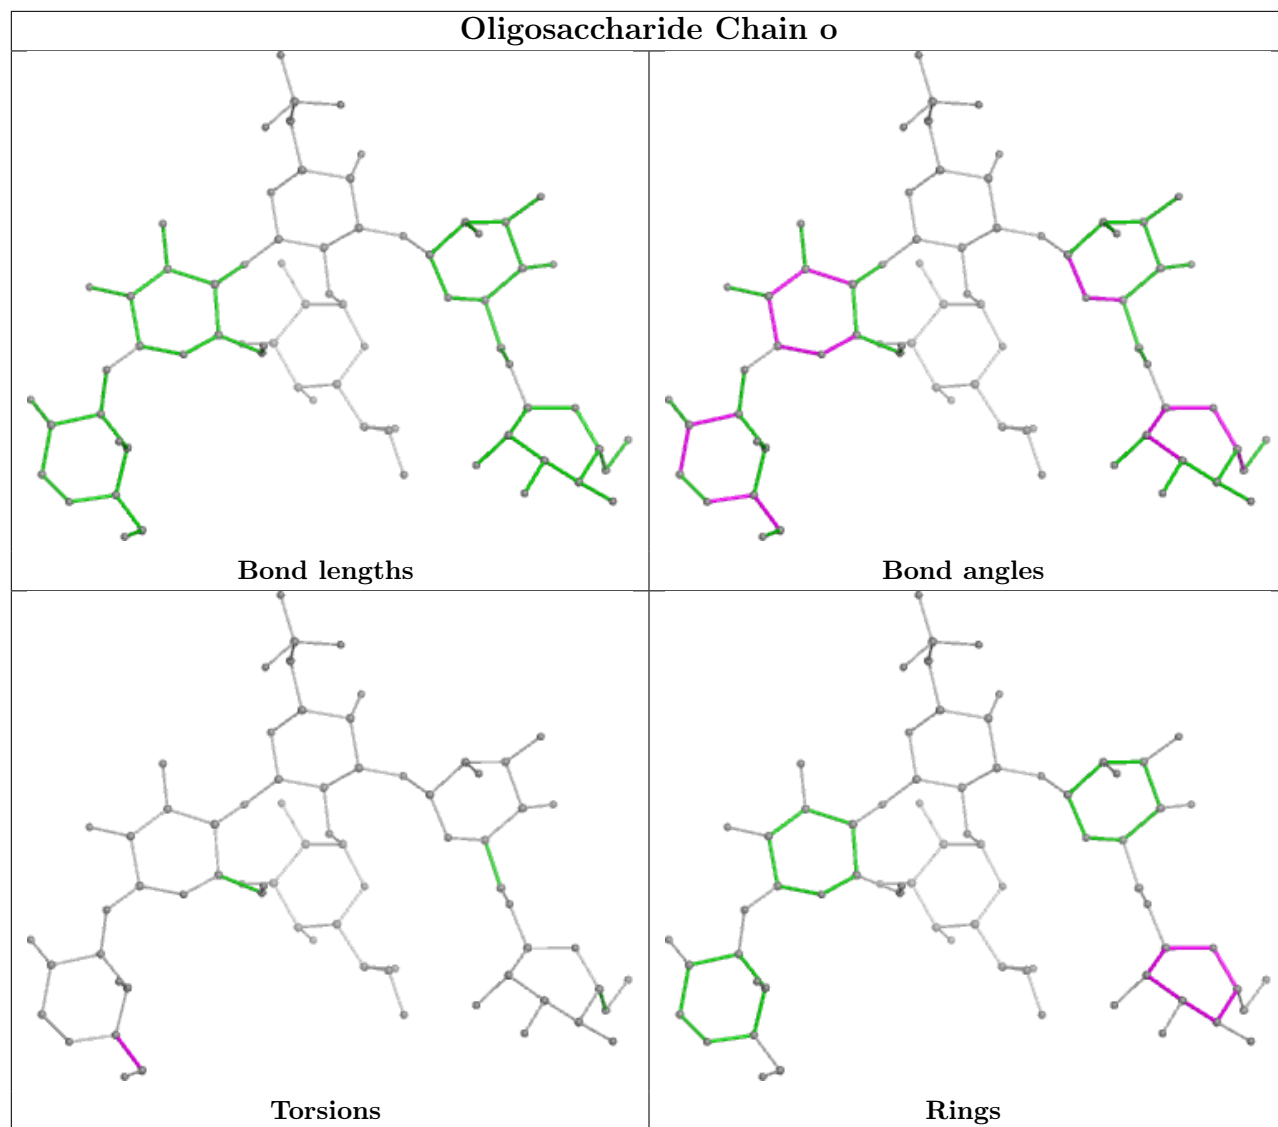 Oligosaccharide Chain o
Bond lengths
Bond angles
Torsions
Rings